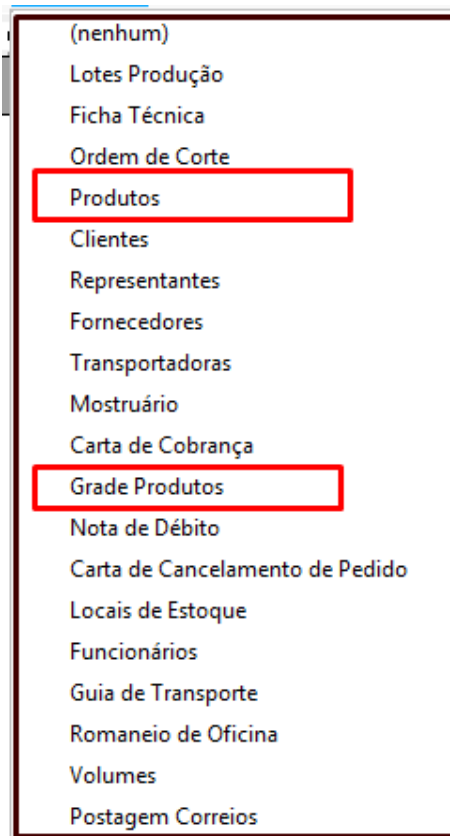 (nenhum)
Lotes Produção
Ficha Técnica
Ordem de Corte
Produtos
Clientes
Representantes
Fornecedores
Transportadoras
Mostruário
Carta de Cobrança
Grade Produtos
Nota de Débito
Carta de Cancelamento de Pedido
Locais de Estoque
Funcionários
Guia de Transporte
Romaneio de Oficina
Volumes
Postagem Correios